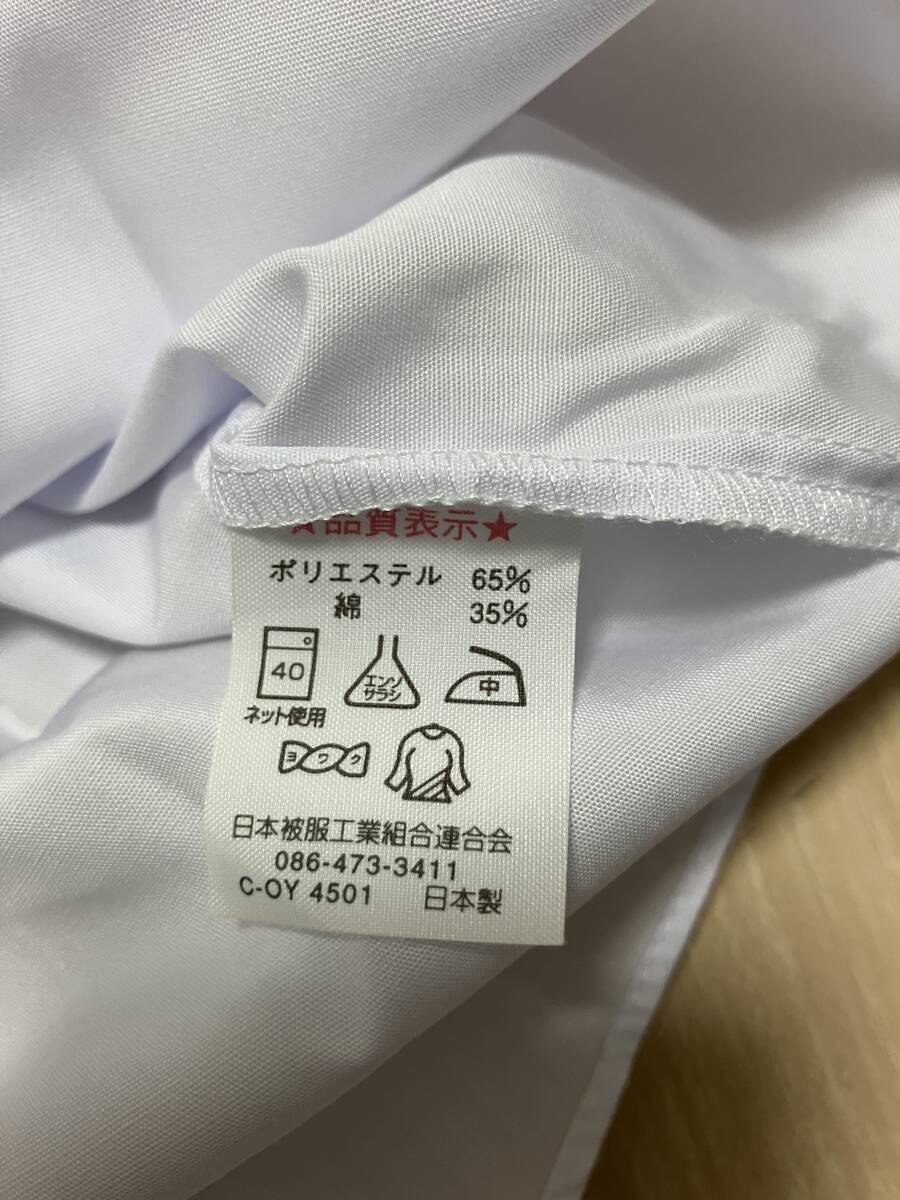 ★品質表示★
ポリエステル 65%
綿 35%
40
エンソ
サラシ
中
ネット使用
ヨワク
日本被服工業組合連合会
086-473-3411
C-OY 4501 日本製